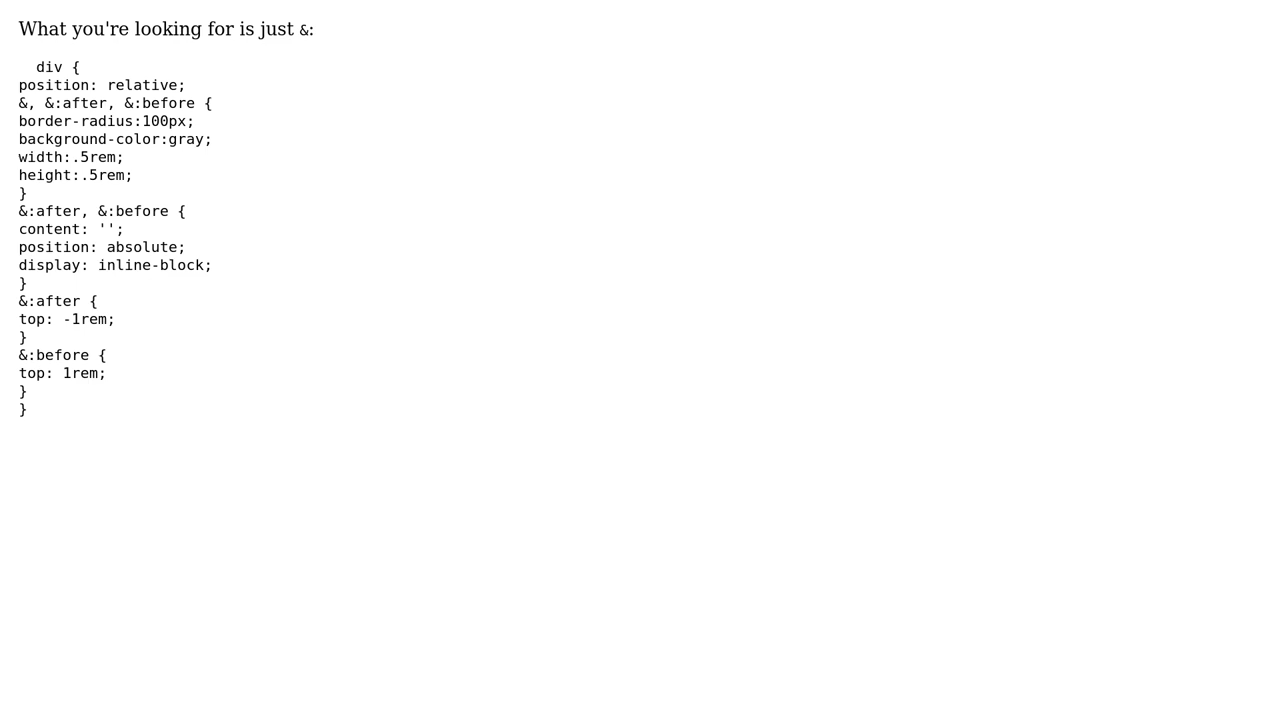 What you're looking for is just &:
div {
position: relative;
&, &:after, &:before {
border-radius:100px;
background-color:gray;
width:.5rem;
height:.5rem;
}
&:after, &:before {
content: '';
position: absolute;
display: inline-block;
}
&:after {
top: -1rem;
}
&:before {
top: 1rem;
}
}